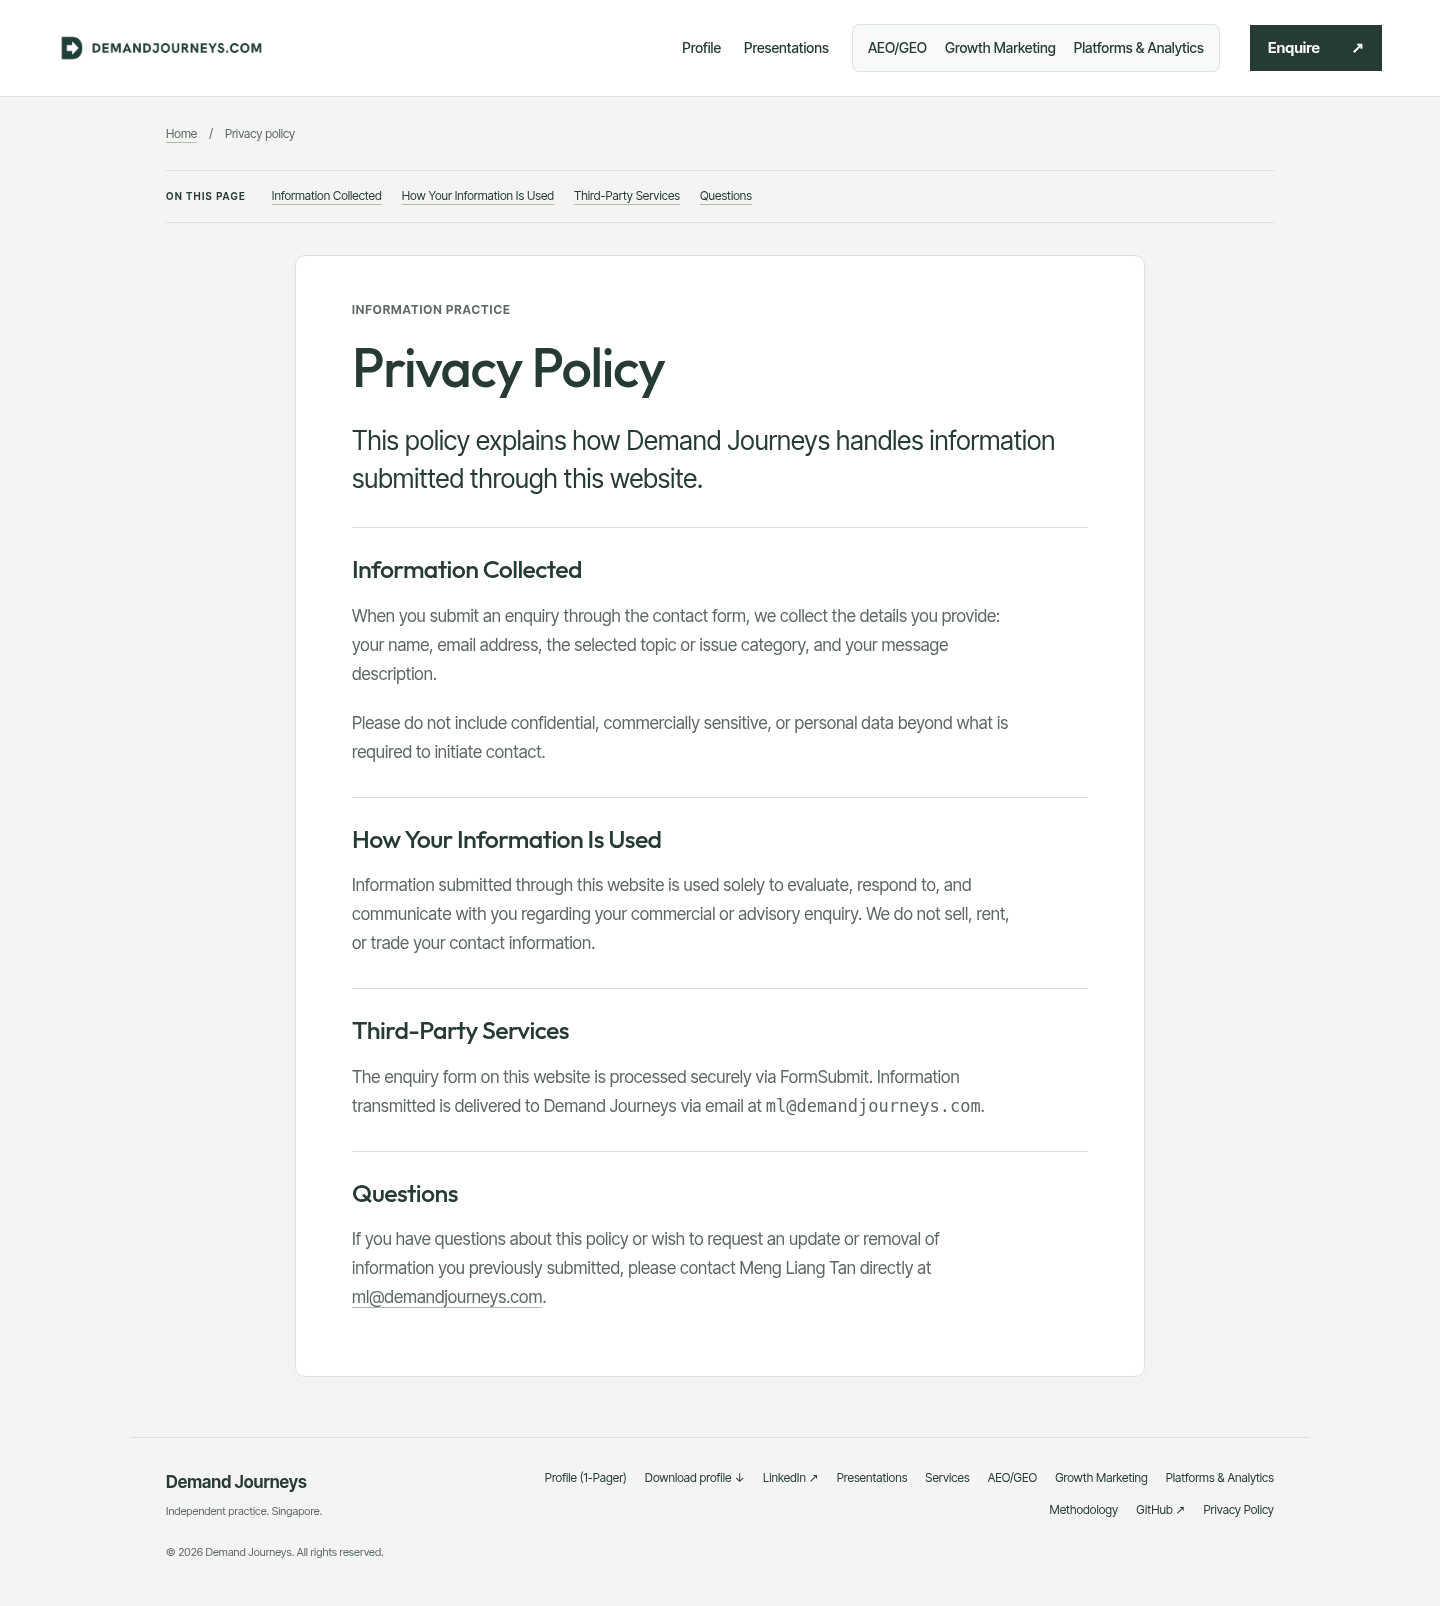 DEMANDJOURNEYS.COM
Profile Presentations AEO/GEO Growth Marketing Platforms & Analytics Enquire ↗
Home / Privacy policy
ON THIS PAGE Information Collected How Your Information Is Used Third-Party Services Questions
INFORMATION PRACTICE
Privacy Policy
This policy explains how Demand Journeys handles information
submitted through this website.
Information Collected
When you submit an enquiry through the contact form, we collect the details you provide:
your name, email address, the selected topic or issue category, and your message
description.
Please do not include confidential, commercially sensitive, or personal data beyond what is
required to initiate contact.
How Your Information Is Used
Information submitted through this website is used solely to evaluate, respond to, and
communicate with you regarding your commercial or advisory enquiry. We do not sell, rent,
or trade your contact information.
Third-Party Services
The enquiry form on this website is processed securely via FormSubmit. Information
transmitted is delivered to Demand Journeys via email at ml@demandjourneys.com.
Questions
If you have questions about this policy or wish to request an update or removal of
information you previously submitted, please contact Meng Liang Tan directly at
ml@demandjourneys.com.
Demand Journeys
Independent practice. Singapore.
© 2026 Demand Journeys. All rights reserved.
Profile (1-Pager) Download profile ↓ LinkedIn ↗ Presentations Services AEO/GEO Growth Marketing Platforms & Analytics
Methodology GitHub ↗ Privacy Policy